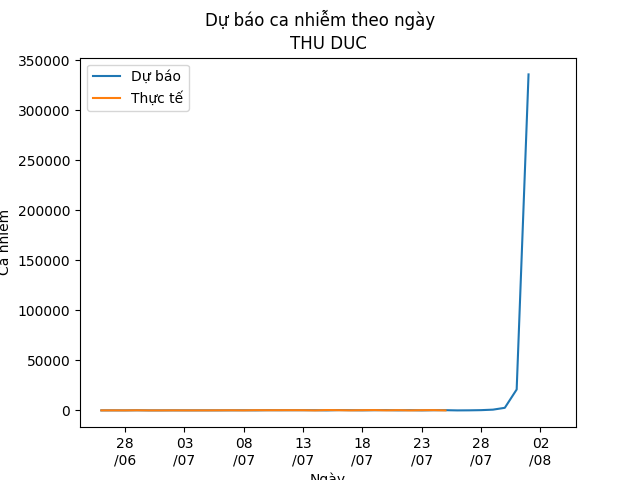 Dự báo ca nhiễm theo ngày
THU DUC
Dự báo
Thực tế
350000
300000
250000
200000
150000
100000
50000
0
Ca nhiễm
28 03 08 13 18 23 28 02
/06 /07 /07 /07 /07 /07 /07 /08
Ngày